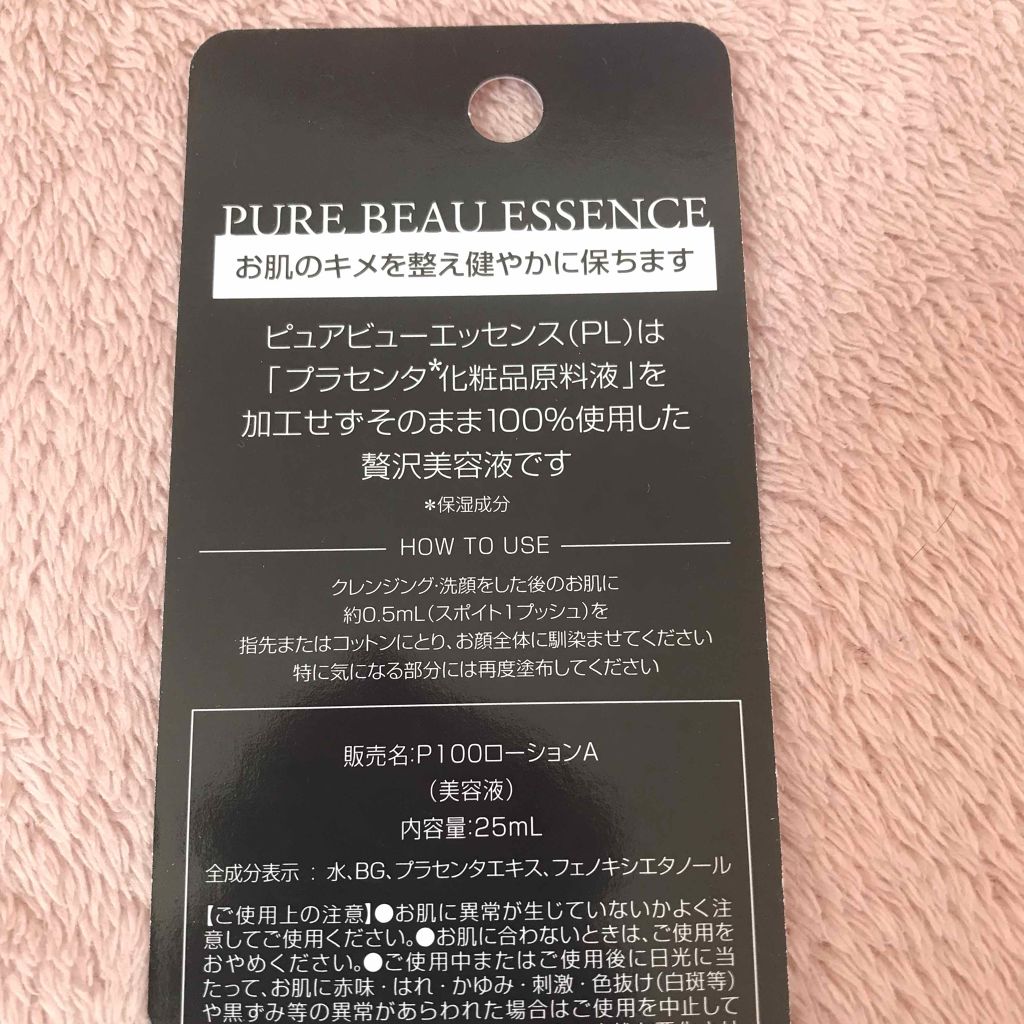 PURE BEAU ESSENCE
お肌のキメを整え健やかに保ちます
ピュアビューエッセンス(PL)は
「プラセンタ*化粧品原料液」を
加工せずそのまま100%使用した
贅沢美容液です
*保湿成分
HOW TO USE
クレンジング・洗顔をした後のお肌に
約0.5mL(スポイト1プッシュ)を
指先またはコットンにとり、お顔全体に馴染ませてください
特に気になる部分には再度塗布してください
販売名:P100ローションA
(美容液)
内容量:25mL
全成分表示 : 水、BG、プラセンタエキス、フェノキシエタノール
【ご使用上の注意】●お肌に異常が生じていないかよく注
意してご使用ください。●お肌に合わないときは、ご使用を
おやめください。●ご使用中またはご使用後に日光に当
たって、お肌に赤味・はれ・かゆみ・刺激・色抜け(白斑等)
や黒ずみ等の異常があらわれた場合はご使用を中止して